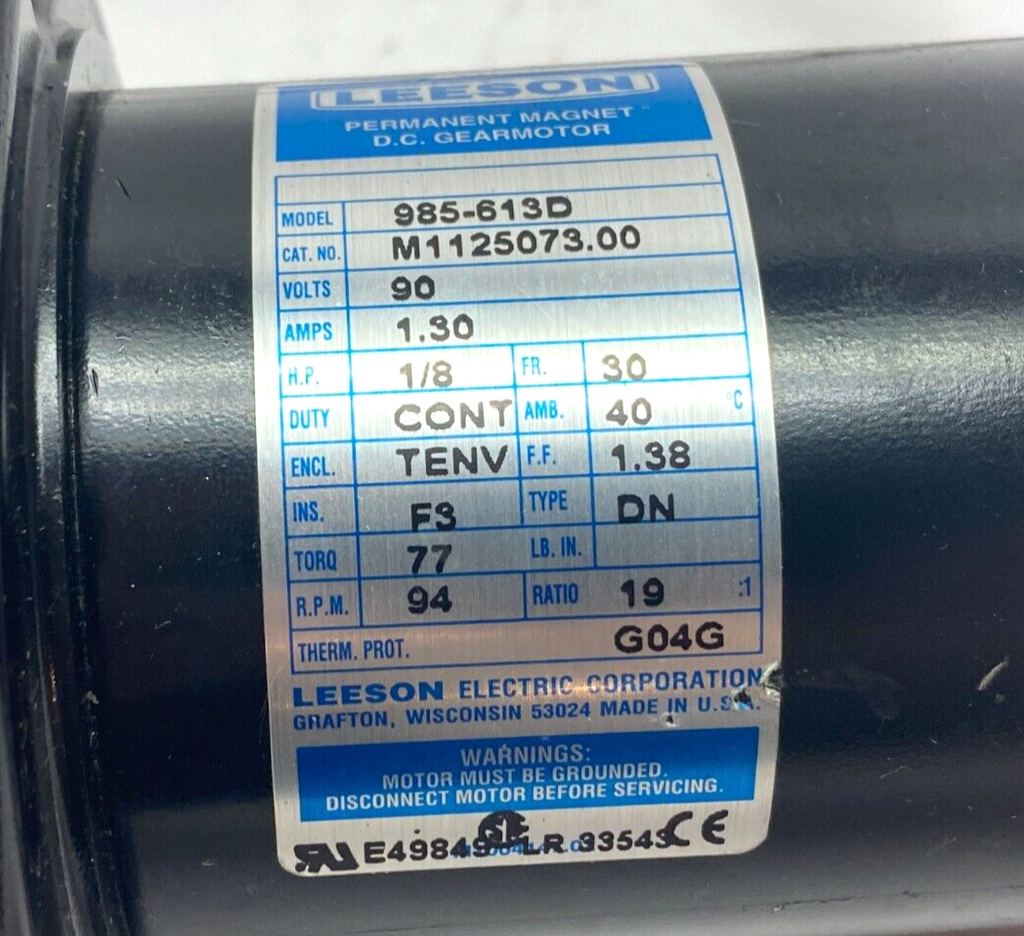 LEESON
PERMANENT MAGNET
D.C. GEARMOTOR
MODEL 985-613D
CAT. NO. M1125073.00
VOLTS 90
AMPS 1.30
H.P. 1/8 FR. 30
DUTY CONT AMB. 40 °C
ENCL. TENV F.F. 1.38
INS. F3 TYPE DN
TORQ 77 LB. IN.
R.P.M. 94 RATIO 19 :1
THERM. PROT. G04G
LEESON ELECTRIC CORPORATION
GRAFTON, WISCONSIN 53024 MADE IN U.S.A.
WARNINGS:
MOTOR MUST BE GROUNDED.
DISCONNECT MOTOR BEFORE SERVICING.
E49849 LR 33543 CE